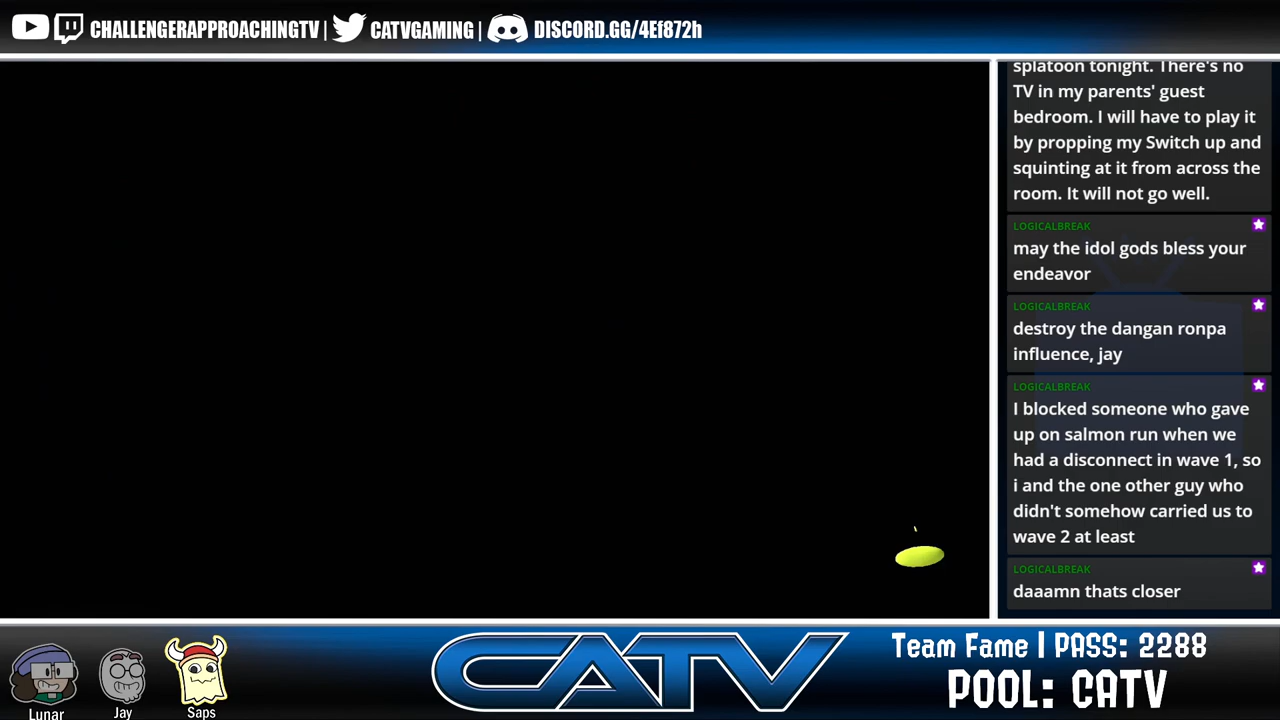 CHALLENGERAPPROACHINGTV | CATVGAMING | DISCORD.GG/4Ef872h
splatoon tonight. There's no
TV in my parents' guest
bedroom. I will have to play it
by propping my Switch up and
squinting at it from across the
room. It will not go well.
LOGICALBREAK
may the idol gods bless your
endeavor
LOGICALBREAK
destroy the dangan ronpa
influence, jay
LOGICALBREAK
I blocked someone who gave
up on salmon run when we
had a disconnect in wave 1, so
i and the one other guy who
didn't somehow carried us to
wave 2 at least
LOGICALBREAK
daaamn thats closer
Lunar
Jay
Saps
CATV
Team Fame | PASS: 2288
POOL: CATV